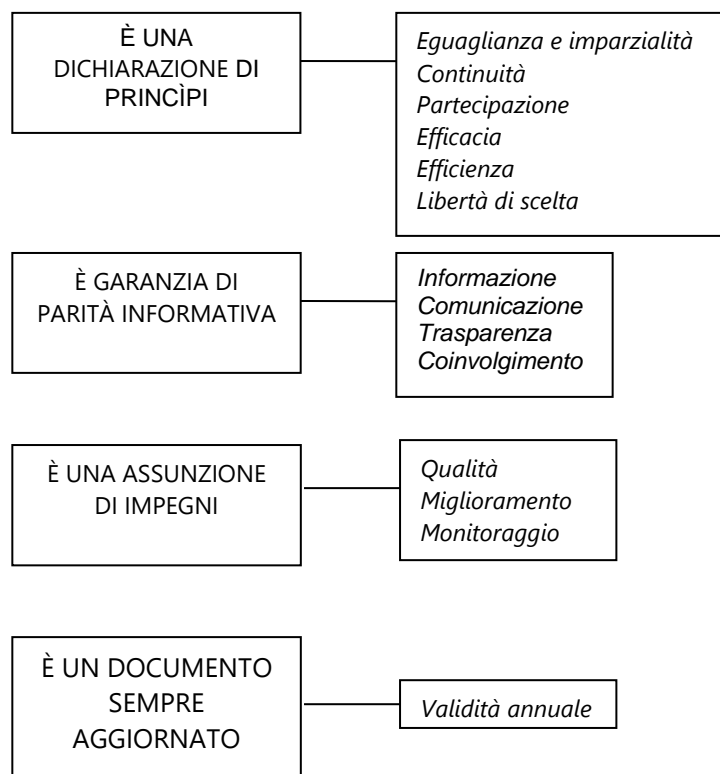 È UNA
DICHIARAZIONE DI
PRINCÌPI
Eguaglianza e imparzialità
Continuità
Partecipazione
Efficacia
Efficienza
Libertà di scelta
È GARANZIA DI
PARITÀ INFORMATIVA
Informazione
Comunicazione
Trasparenza
Coinvolgimento
È UNA ASSUNZIONE
DI IMPEGNI
Qualità
Miglioramento
Monitoraggio
È UN DOCUMENTO
SEMPRE
AGGIORNATO
Validità annuale